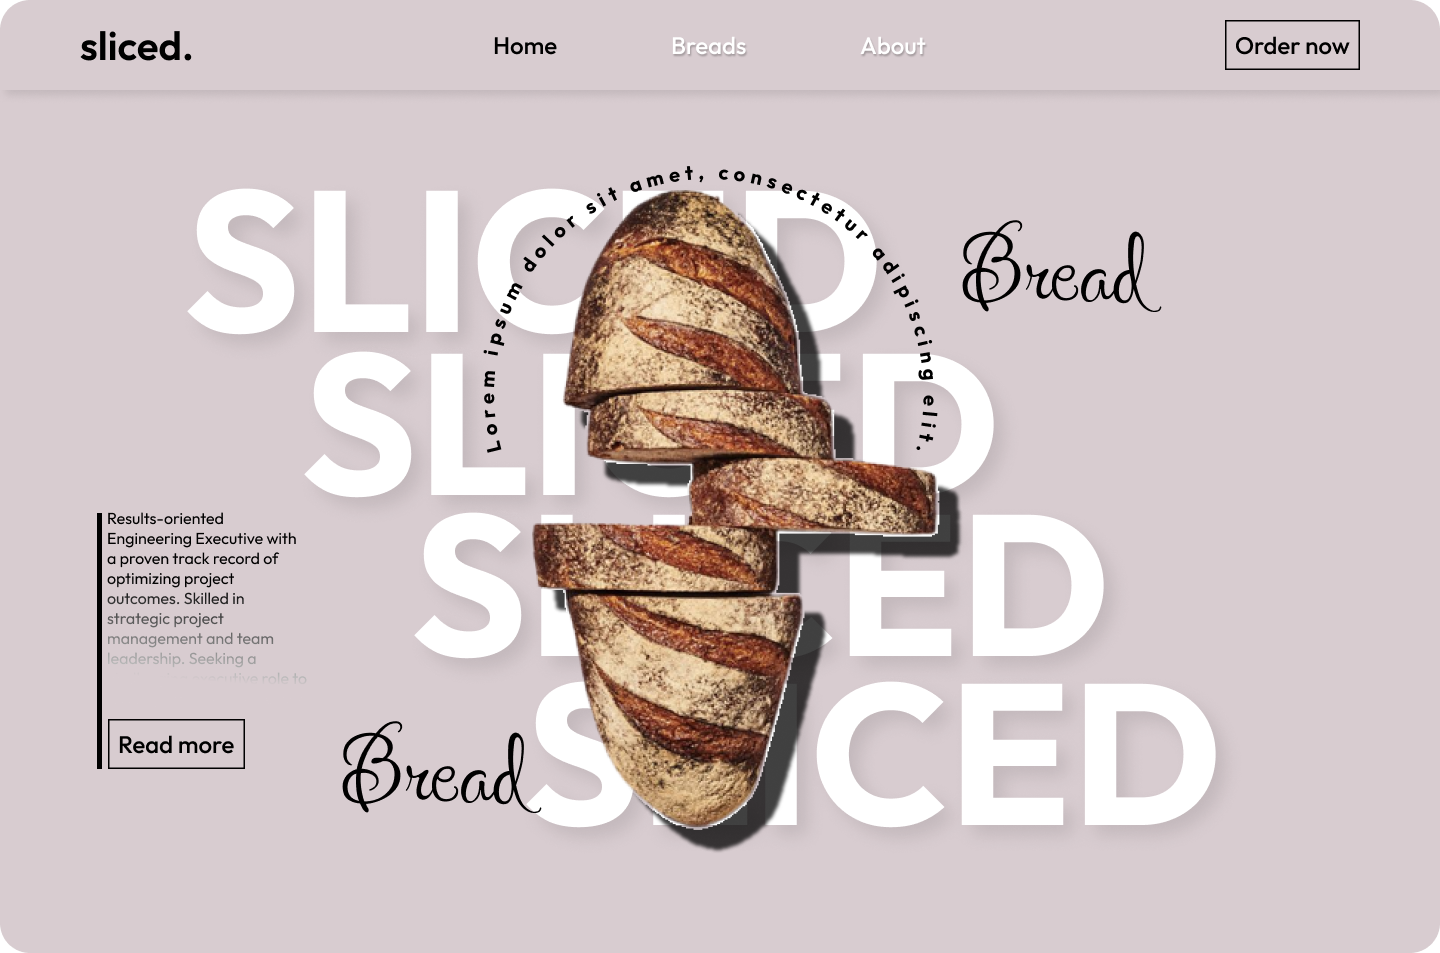 sliced.
Home
Breads
About
Order now
Lorem ipsum dolor sit amet, consectetur adipiscing elit.
SLICED
Bread
SLICED
SLICED
SLICED
Results-oriented
Engineering Executive with
a proven track record of
optimizing project
outcomes. Skilled in
strategic project
management and team
leadership. Seeking a
executive role to
Read more
Bread